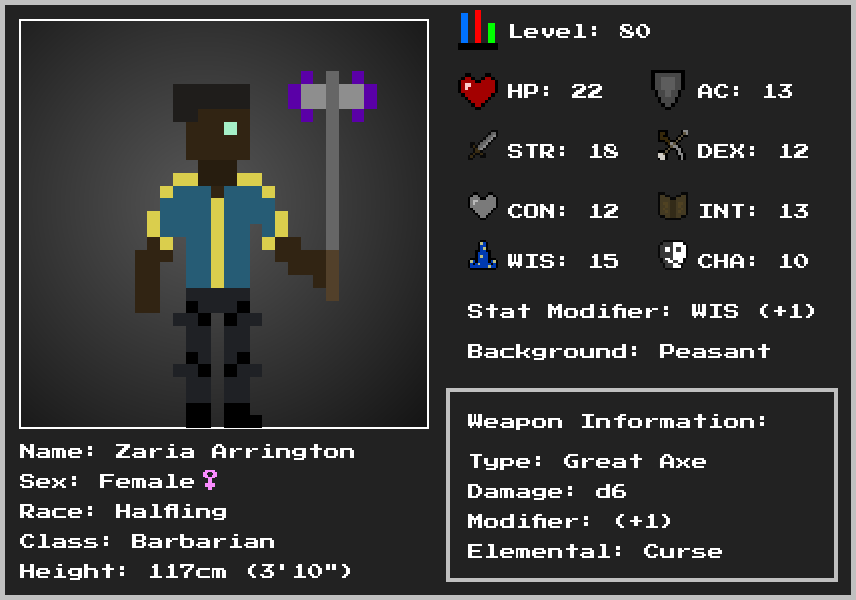 Level: 80
HP: 22 AC: 13
STR: 18 DEX: 12
CON: 12 INT: 13
WIS: 15 CHA: 10
Stat Modifier: WIS (+1)
Background: Peasant
Weapon Information:
Type: Great Axe
Damage: d6
Modifier: (+1)
Elemental: Curse
Name: Zaria Arrington
Sex: Female♀
Race: Halfling
Class: Barbarian
Height: 117cm (3'10")